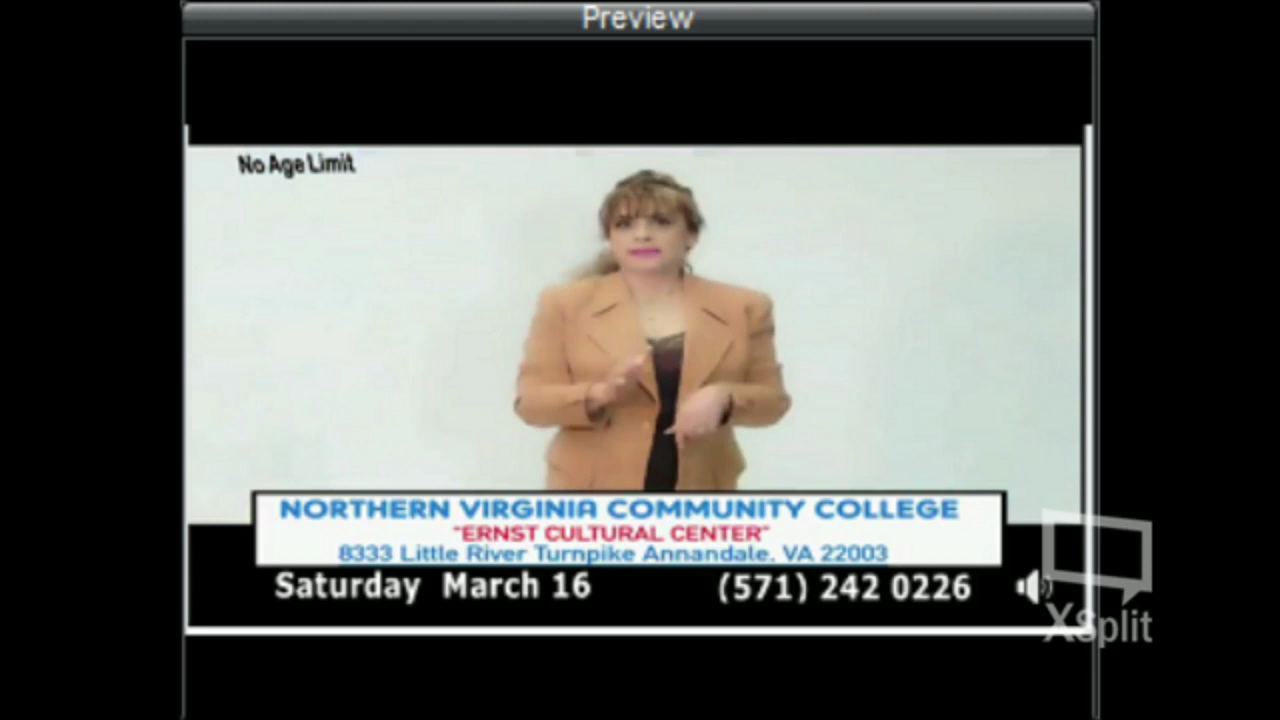 Preview
No Age Limit
NORTHERN VIRGINIA COMMUNITY COLLEGE
"ERNST CULTURAL CENTER"
8333 Little River Turnpike Annandale, VA 22003
Saturday March 16 (571) 242 0226
XSplit